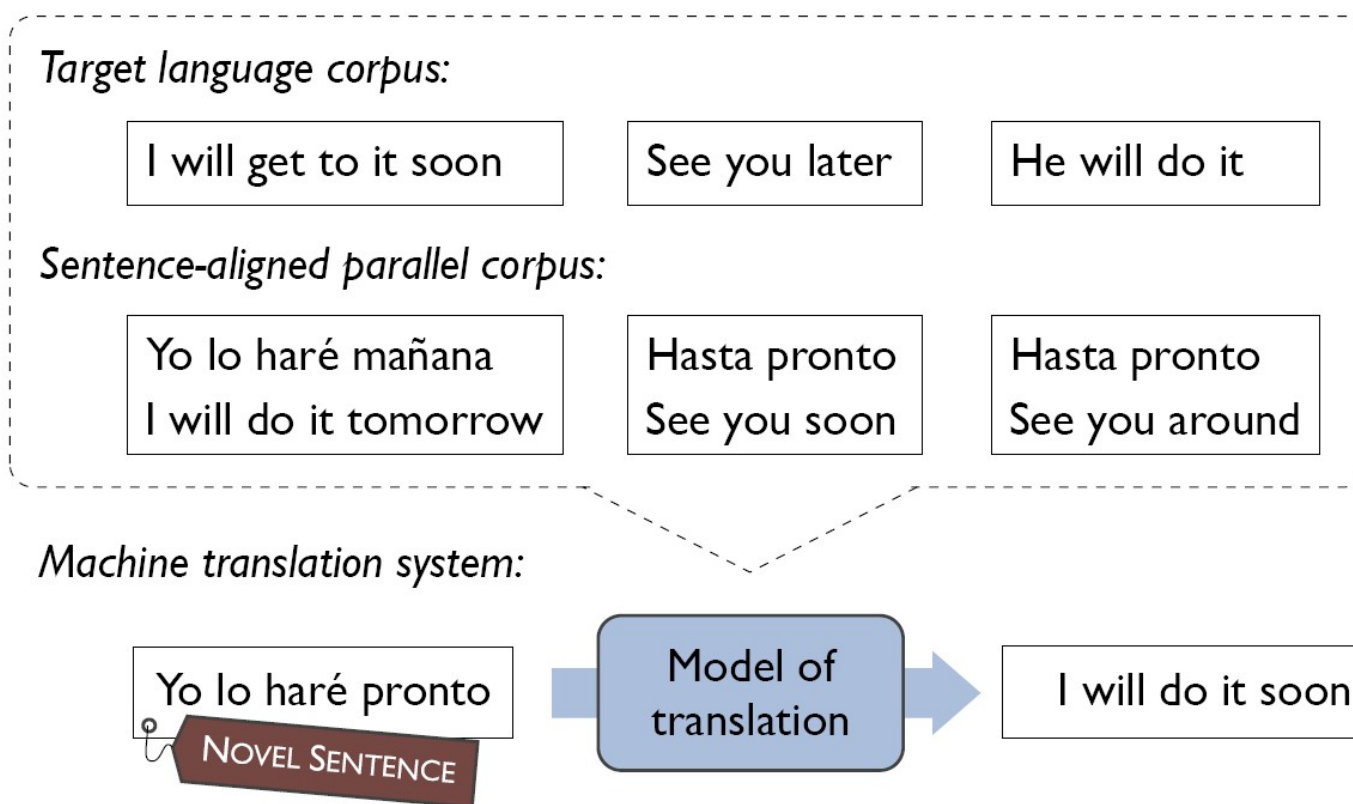 Target language corpus:
I will get to it soon
See you later
He will do it
Sentence-aligned parallel corpus:
Yo lo haré mañana
I will do it tomorrow
Hasta pronto
See you soon
Hasta pronto
See you around
Machine translation system:
Yo lo haré pronto
NOVEL SENTENCE
Model of
translation
I will do it soon